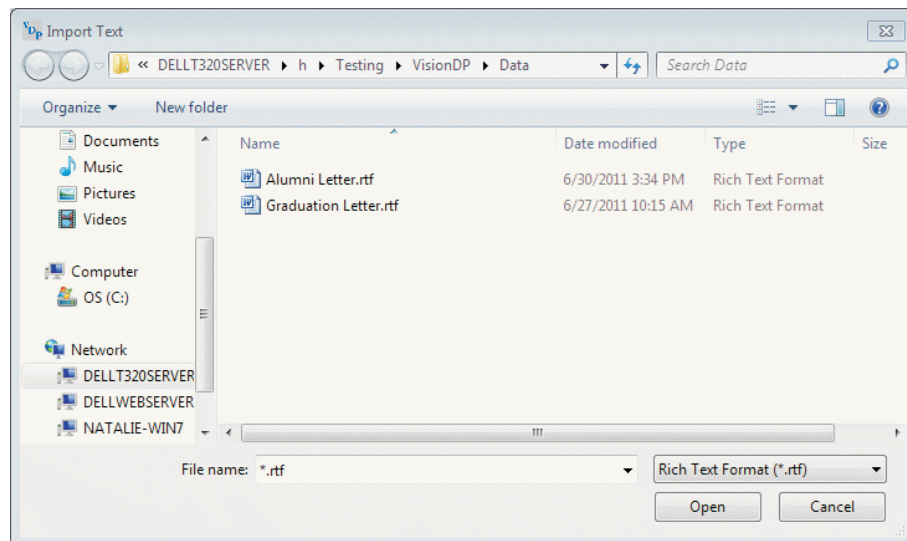 VDP Import Text
« DELLT320SERVER h Testing VisionDP Data Search Data
Organize New folder
Documents
Music
Pictures
Videos
Computer
OS (C:)
Network
DELLT320SERVER
DELLWEBSERVER
NATALIE-WIN7
Name Date modified Type Size
Alumni Letter.rtf 6/30/2011 3:34 PM Rich Text Format
Graduation Letter.rtf 6/27/2011 10:15 AM Rich Text Format
File name: *.rtf Rich Text Format (*.rtf)
Open Cancel